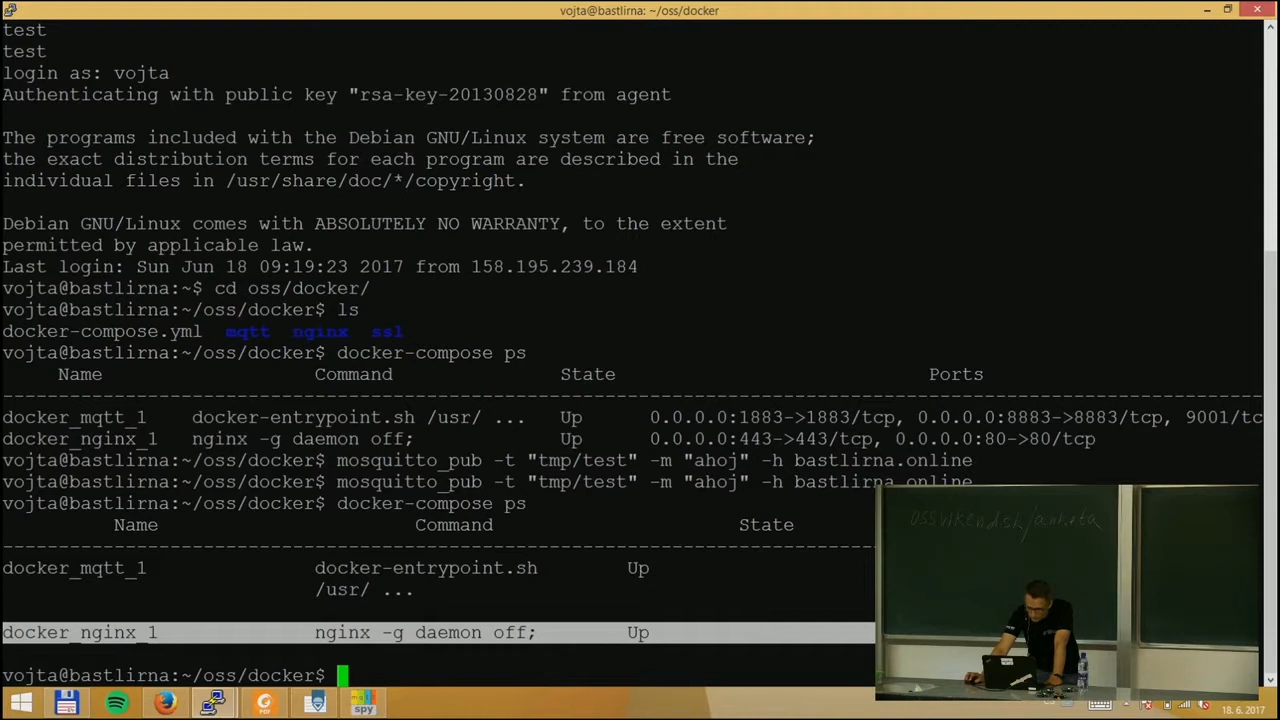 vojta@bastlirna: ~/oss/docker
test
test
login as: vojta
Authenticating with public key "rsa-key-20130828" from agent
The programs included with the Debian GNU/Linux system are free software;
the exact distribution terms for each program are described in the
individual files in /usr/share/doc/*/copyright.
Debian GNU/Linux comes with ABSOLUTELY NO WARRANTY, to the extent
permitted by applicable law.
Last login: Sun Jun 18 09:19:23 2017 from 158.195.239.184
vojta@bastlirna:~$ cd oss/docker/
vojta@bastlirna:~/oss/docker$ ls
docker-compose.yml  mqtt  nginx  ssl
vojta@bastlirna:~/oss/docker$ docker-compose ps
Name Command State Ports
docker_mqtt_1 docker-entrypoint.sh /usr/ ... Up 0.0.0.0:1883->1883/tcp, 0.0.0.0:8883->8883/tcp, 9001/tc
docker_nginx_1 nginx -g daemon off; Up 0.0.0.0:443->443/tcp, 0.0.0.0:80->80/tcp
vojta@bastlirna:~/oss/docker$ mosquitto_pub -t "tmp/test" -m "ahoj" -h bastlirna.online
vojta@bastlirna:~/oss/docker$ mosquitto_pub -t "tmp/test" -m "ahoj" -h bastlirna.online
vojta@bastlirna:~/oss/docker$ docker-compose ps
Name Command State
ossvikend.sk/anketa
docker_mqtt_1 docker-entrypoint.sh Up
/usr/ ...
docker_nginx_1 nginx -g daemon off; Up
vojta@bastlirna:~/oss/docker$
PDF
spy
CS
18. 6. 2017